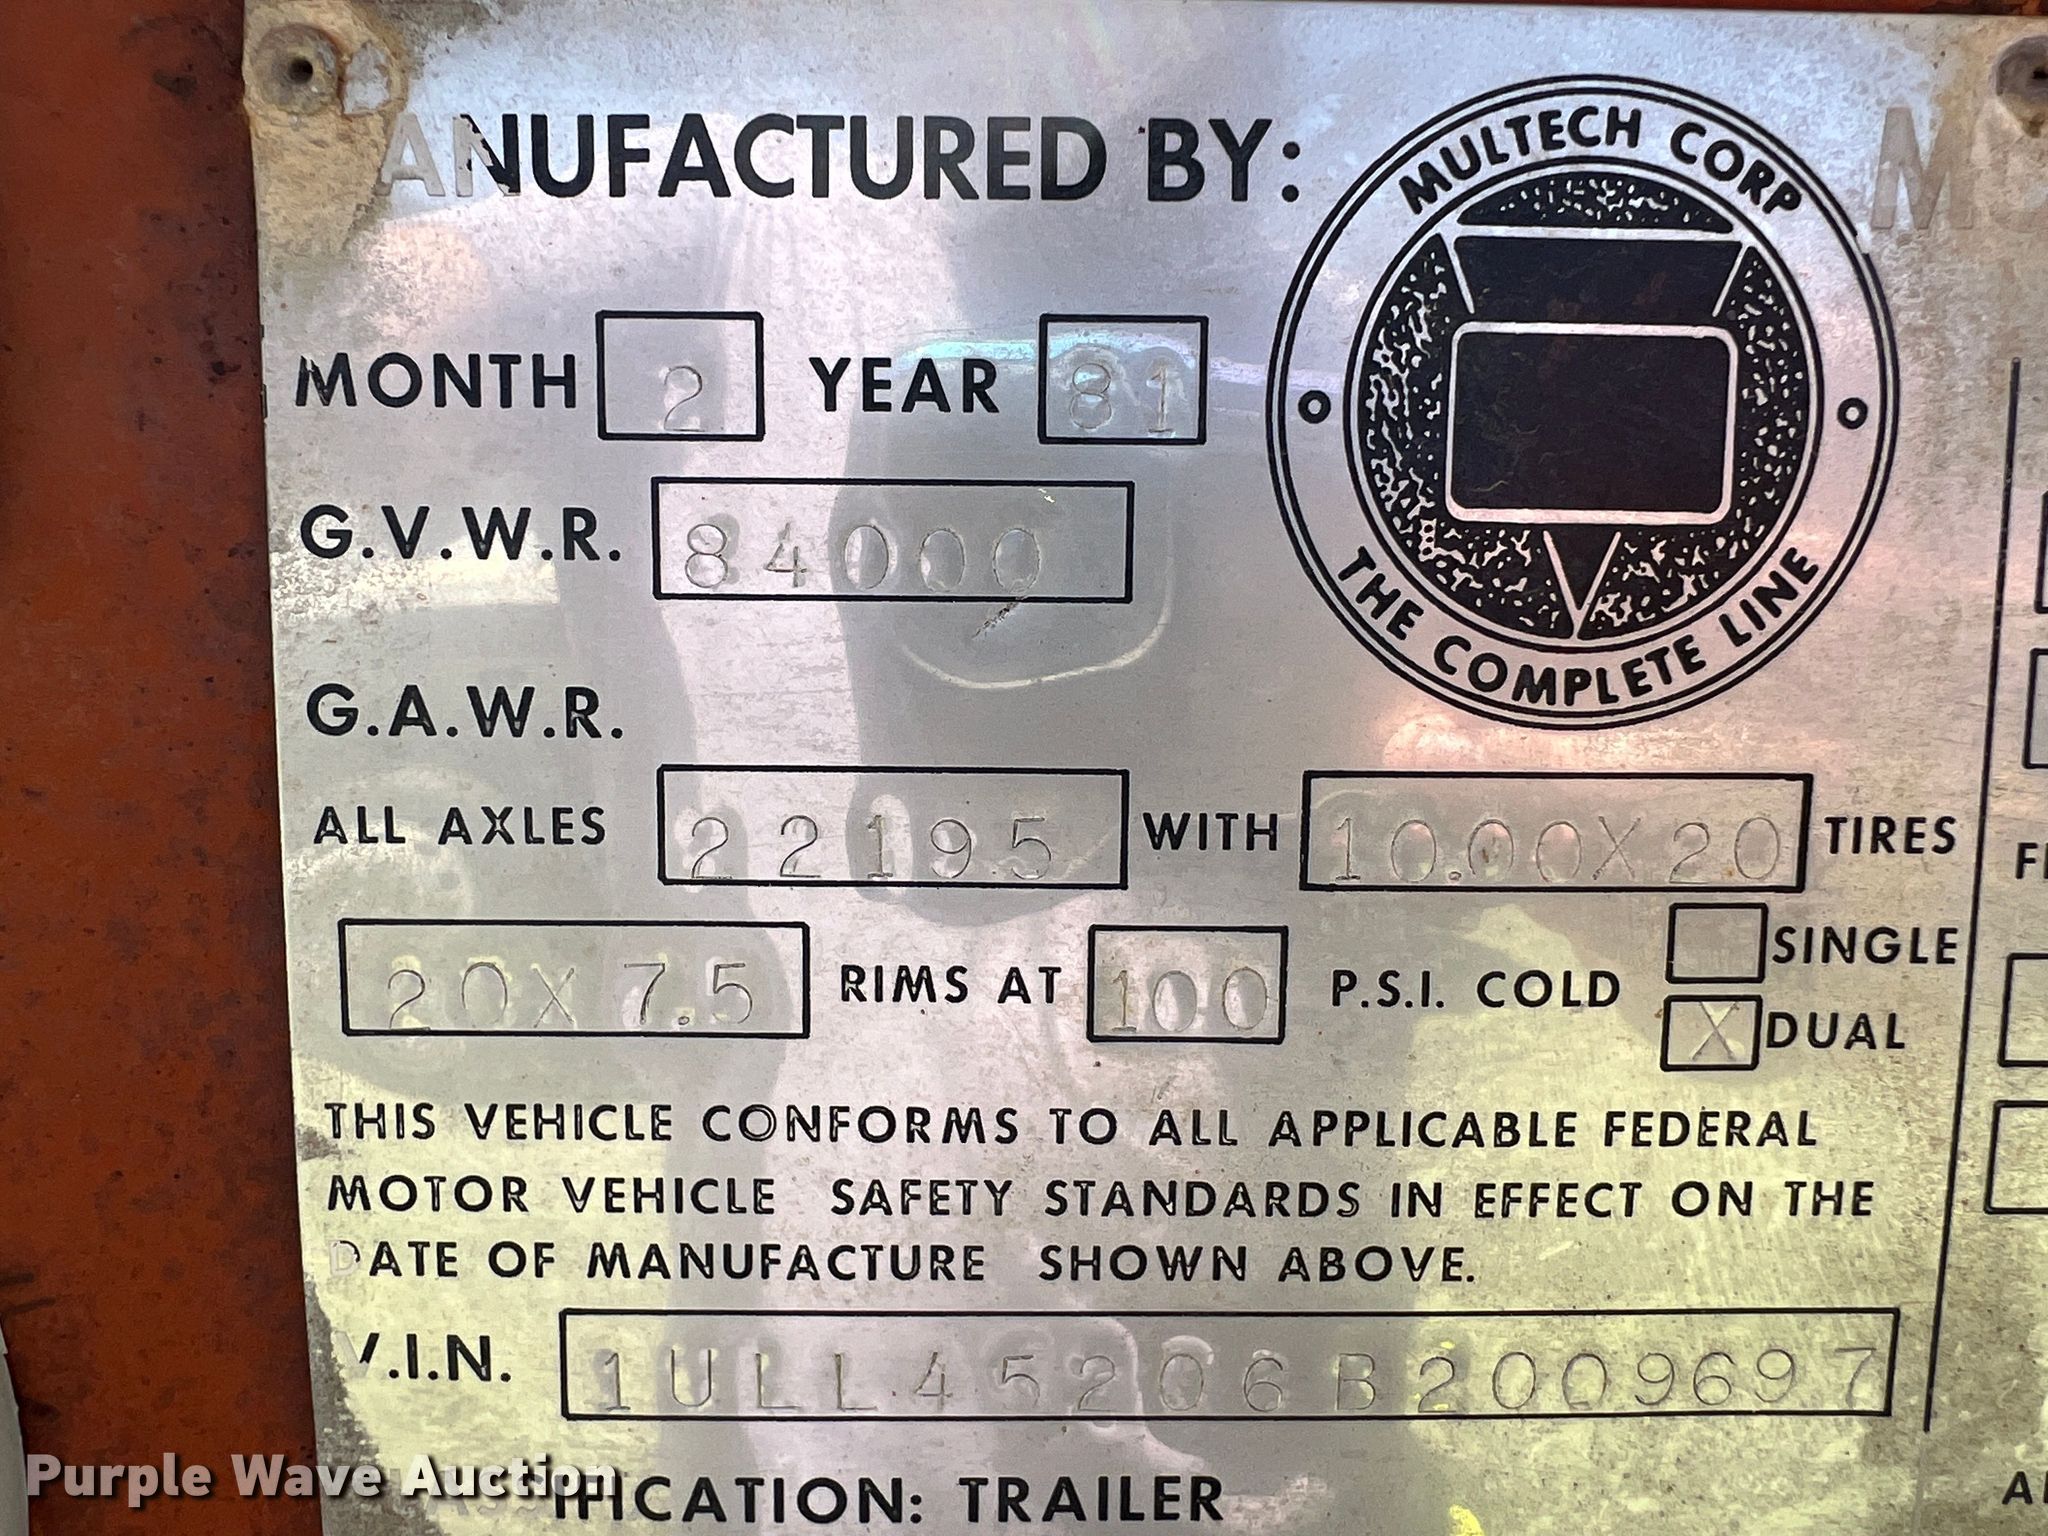 MANUFACTURED BY:
MULTECH CORP
THE COMPLETE LINE
MONTH 2 YEAR 81
G.V.W.R. 84000
G.A.W.R.
ALL AXLES 22195 WITH 10.00X20 TIRES
20X7.5 RIMS AT 100 P.S.I. COLD
SINGLE
X DUAL
THIS VEHICLE CONFORMS TO ALL APPLICABLE FEDERAL
MOTOR VEHICLE SAFETY STANDARDS IN EFFECT ON THE
DATE OF MANUFACTURE SHOWN ABOVE.
V.I.N. 1ULL45206B2009697
IFICATION: TRAILER
Purple Wave Auction